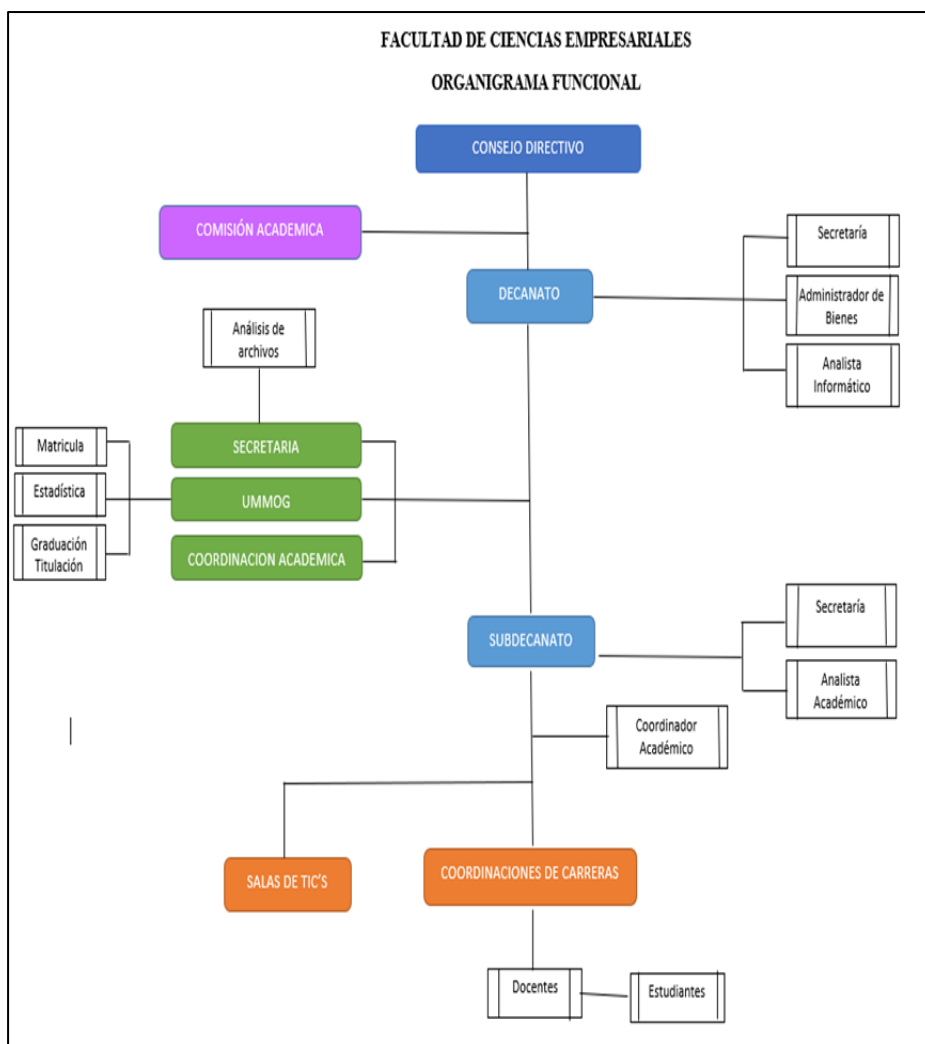 FACULTAD DE CIENCIAS EMPRESARIALES
ORGANIGRAMA FUNCIONAL
CONSEJO DIRECTIVO
COMISIÓN ACADEMICA
Secretaría
DECANATO
Administrador de
Bienes
Análisis de
archivos
Analista
Informático
Matricula
SECRETARIA
Estadística
UMMOG
Graduación
Titulación
COORDINACION ACADEMICA
Secretaría
SUBDECANATO
Analista
Académico
Coordinador
Académico
SALAS DE TIC'S
COORDINACIONES DE CARRERAS
Docentes
Estudiantes